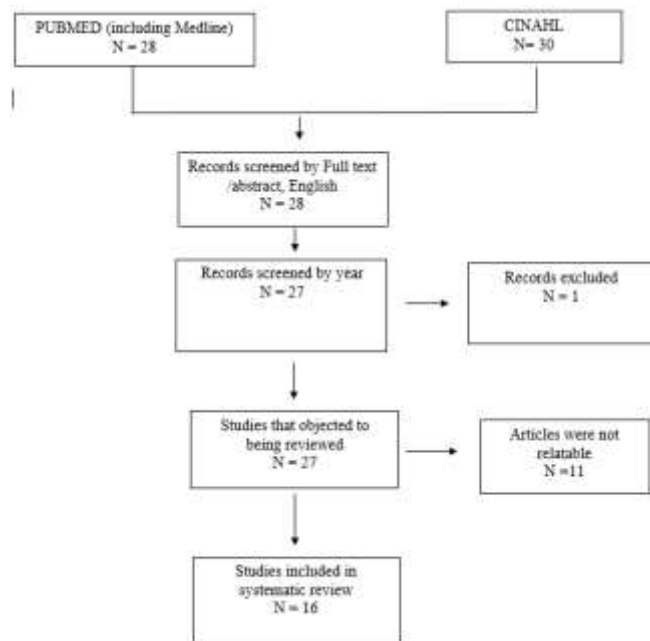 PUBMED (including Medline)
N = 28
CINAHL
N= 30
Records screened by Full text
/abstract, English
N = 28
Records screened by year
N = 27
Records excluded
N = 1
Studies that objected to
being reviewed
N = 27
Articles were not
relatable
N =11
Studies included in
systematic review
N = 16